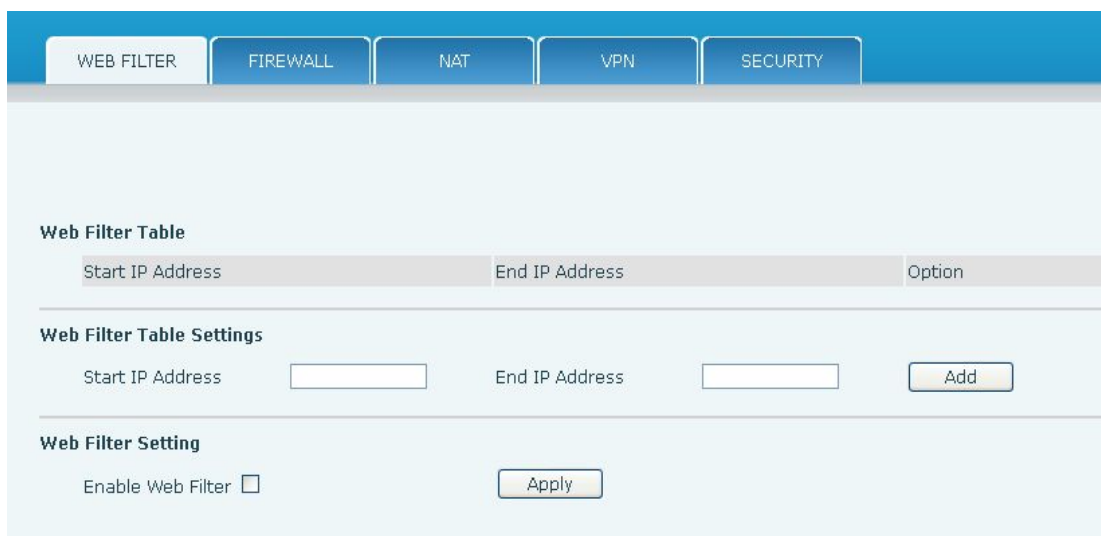 WEB FILTER FIREWALL NAT VPN SECURITY
Web Filter Table
Start IP Address End IP Address Option
Web Filter Table Settings
Start IP Address End IP Address Add
Web Filter Setting
Enable Web Filter Apply